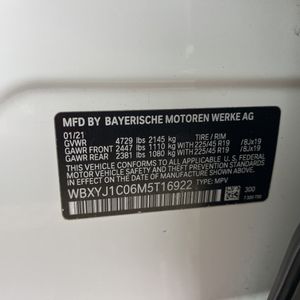 MFD BY BAYERISCHE MOTOREN WERKE AG
01/21 TIRE / RIM
GVWR 4729 lbs 2145 kg
GAWR FRONT 2447 lbs 1110 kg WITH 225/45 R19 /8Jx19
GAWR REAR 2381 lbs 1080 kg WITH 225/45 R19 /8Jx19
THIS VEHICLE CONFORMS TO ALL APPLICABLE
U.S. FEDERAL MOTOR VEHICLE SAFETY AND THEFT
PREVENTION STANDARDS IN EFFECT ON THE DATE OF
MANUFACTURE SHOWN ABOVE.
WBXYJ1C06M5T16922 TYPE: MPV
300